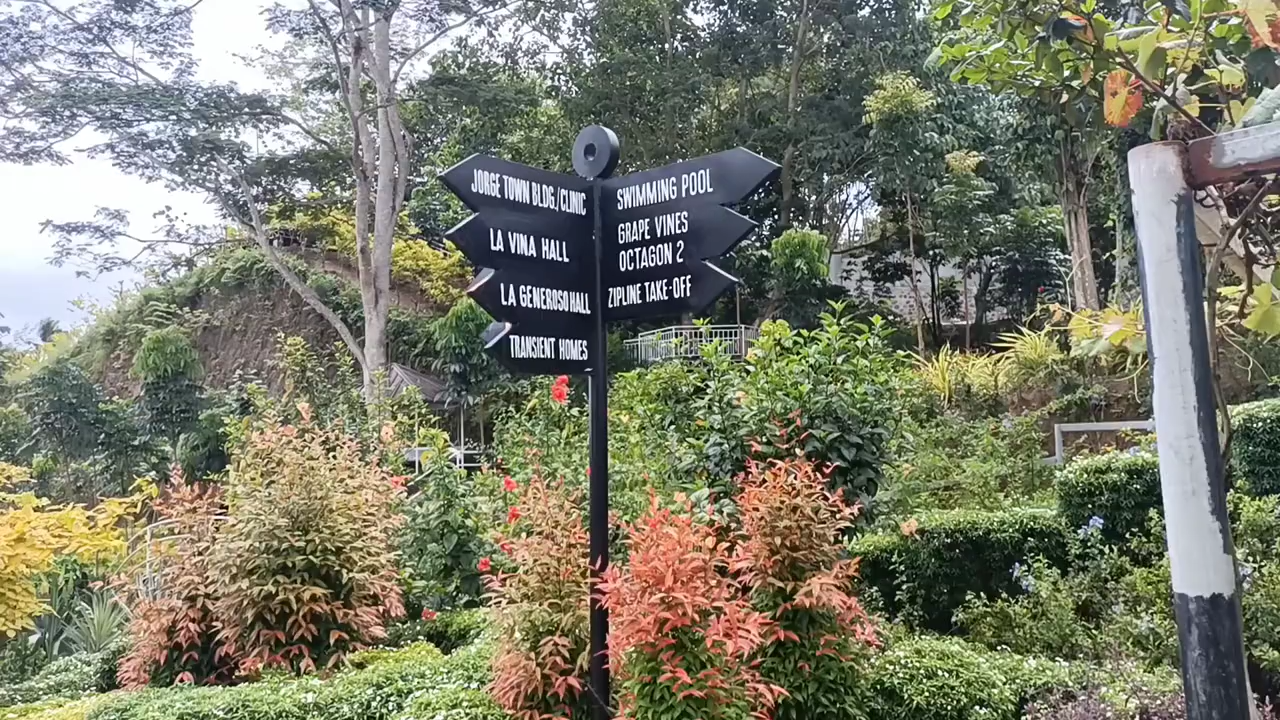 JORGE TOWN BLDG./CLINIC
LA VINA HALL
LA GENEROSO HALL
TRANSIENT HOMES
SWIMMING POOL
GRAPE VINES
OCTAGON 2
ZIPLINE TAKE-OFF